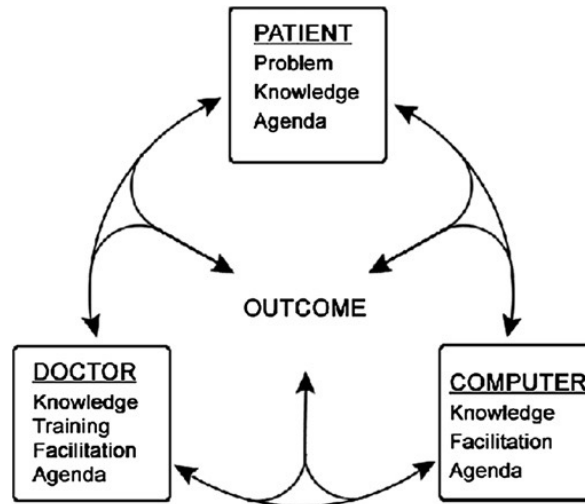 PATIENT
Problem
Knowledge
Agenda
OUTCOME
DOCTOR
Knowledge
Training
Facilitation
Agenda
COMPUTER
Knowledge
Facilitation
Agenda